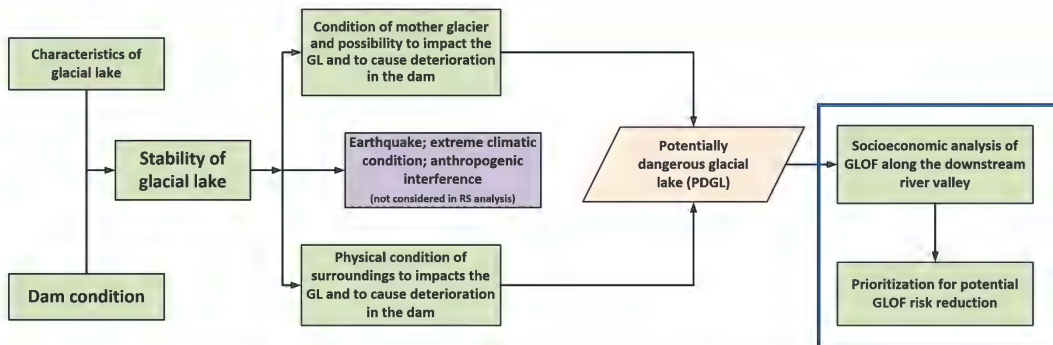 Characteristics of
glacial lake
Dam condition
Stability of
glacial lake
Condition of mother glacier
and possibility to impact the
GL and to cause deterioration
in the dam
Earthquake; extreme climatic
condition; anthropogenic
interference
(not considered in RS analysis)
Physical condition of
surroundings to impacts the
GL and to cause deterioration
in the dam
Potentially
dangerous glacial
lake (PDGL)
Socioeconomic analysis of
GLOF along the downstream
river valley
Prioritization for potential
GLOF risk reduction